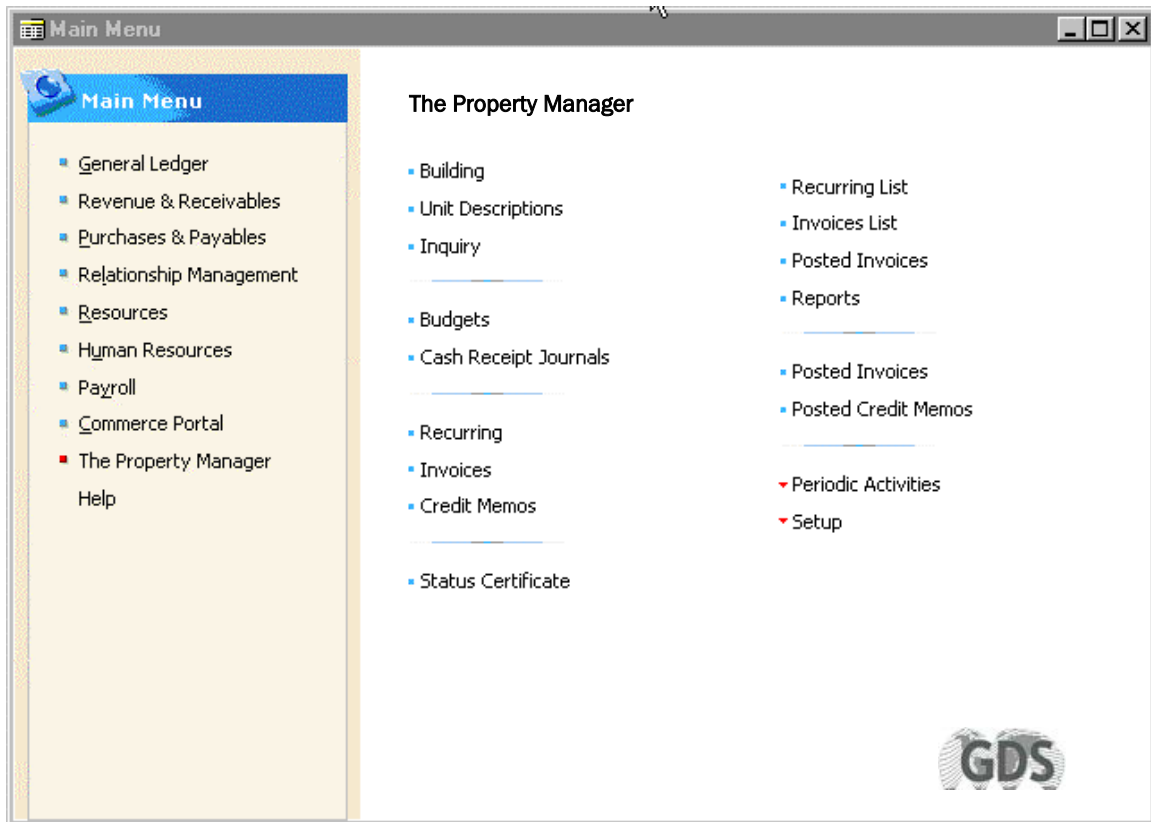 Main Menu
Main Menu
General Ledger
Revenue & Receivables
Purchases & Payables
Relationship Management
Resources
Human Resources
Payroll
Commerce Portal
The Property Manager
Help
The Property Manager
Building
Unit Descriptions
Inquiry
Budgets
Cash Receipt Journals
Recurring
Invoices
Credit Memos
Status Certificate
Recurring List
Invoices List
Posted Invoices
Reports
Posted Invoices
Posted Credit Memos
Periodic Activities
Setup
GDS